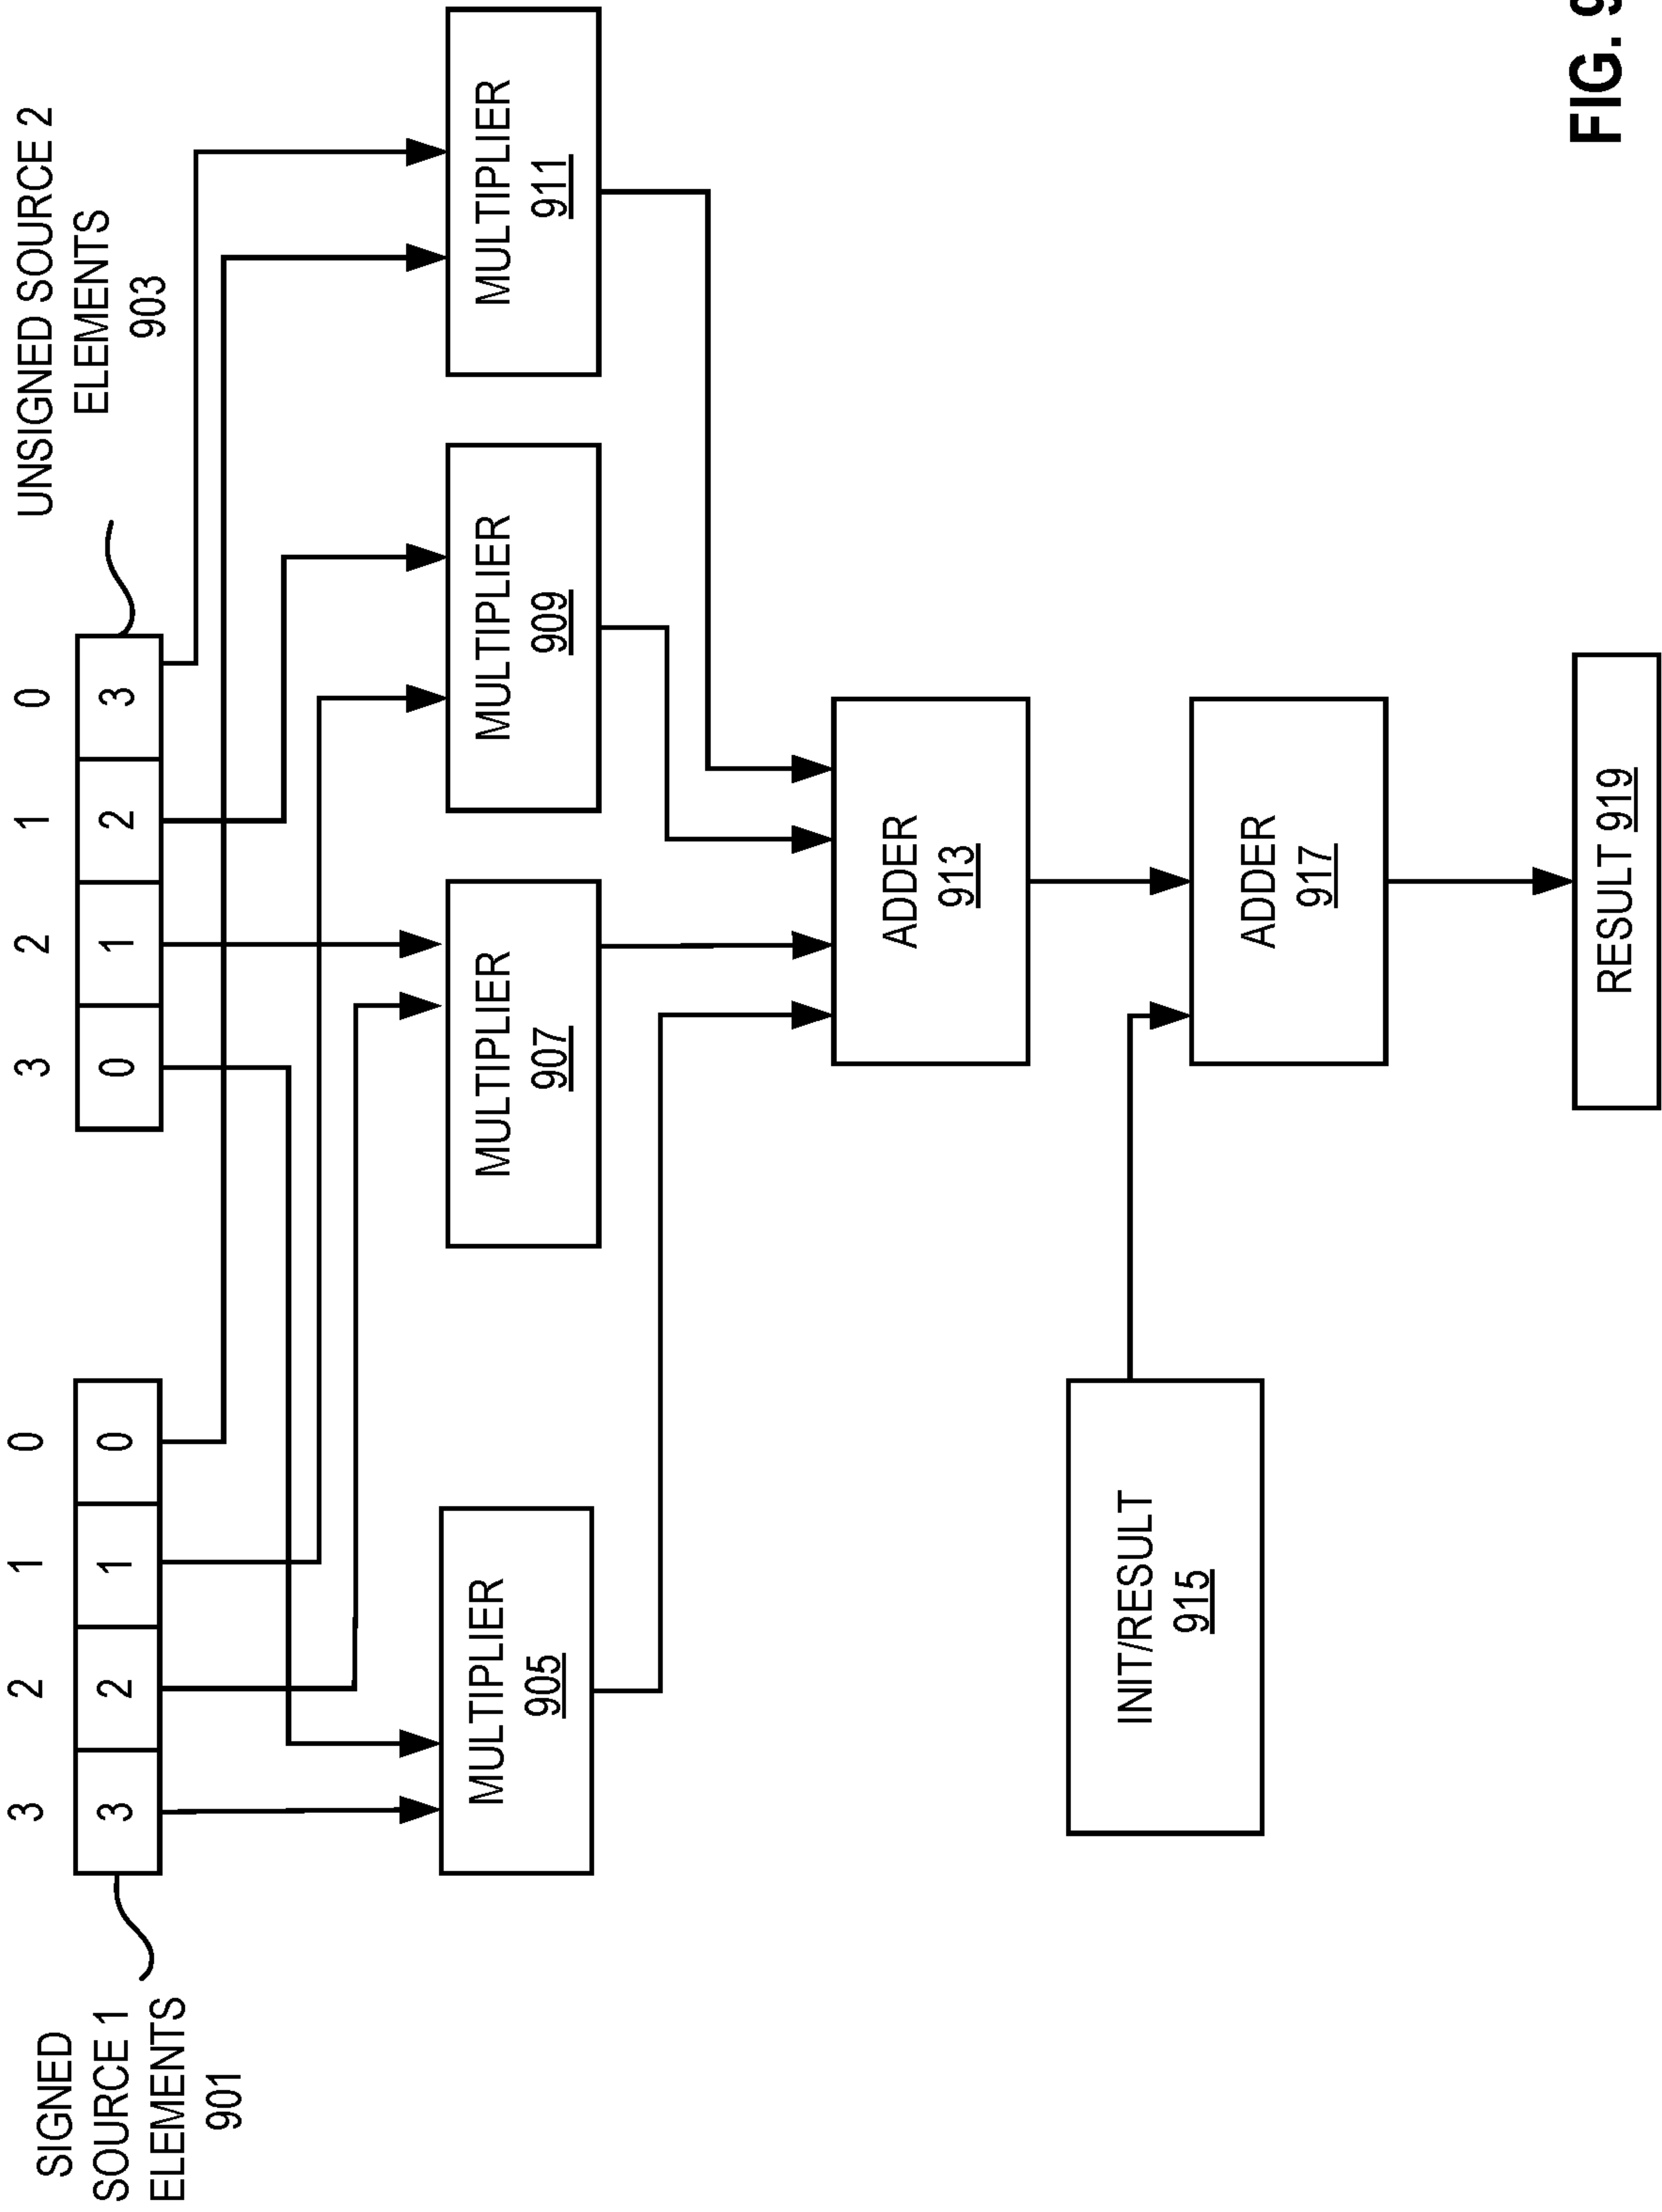 3 2 1 0
3 2 1 0
SIGNED
SOURCE 1
ELEMENTS
901
3 2 1 0
0 1 2 3
UNSIGNED SOURCE 2
ELEMENTS
903
MULTIPLIER
905
MULTIPLIER
907
MULTIPLIER
909
MULTIPLIER
911
ADDER
913
INIT/RESULT
915
ADDER
917
RESULT 919
FIG. 9